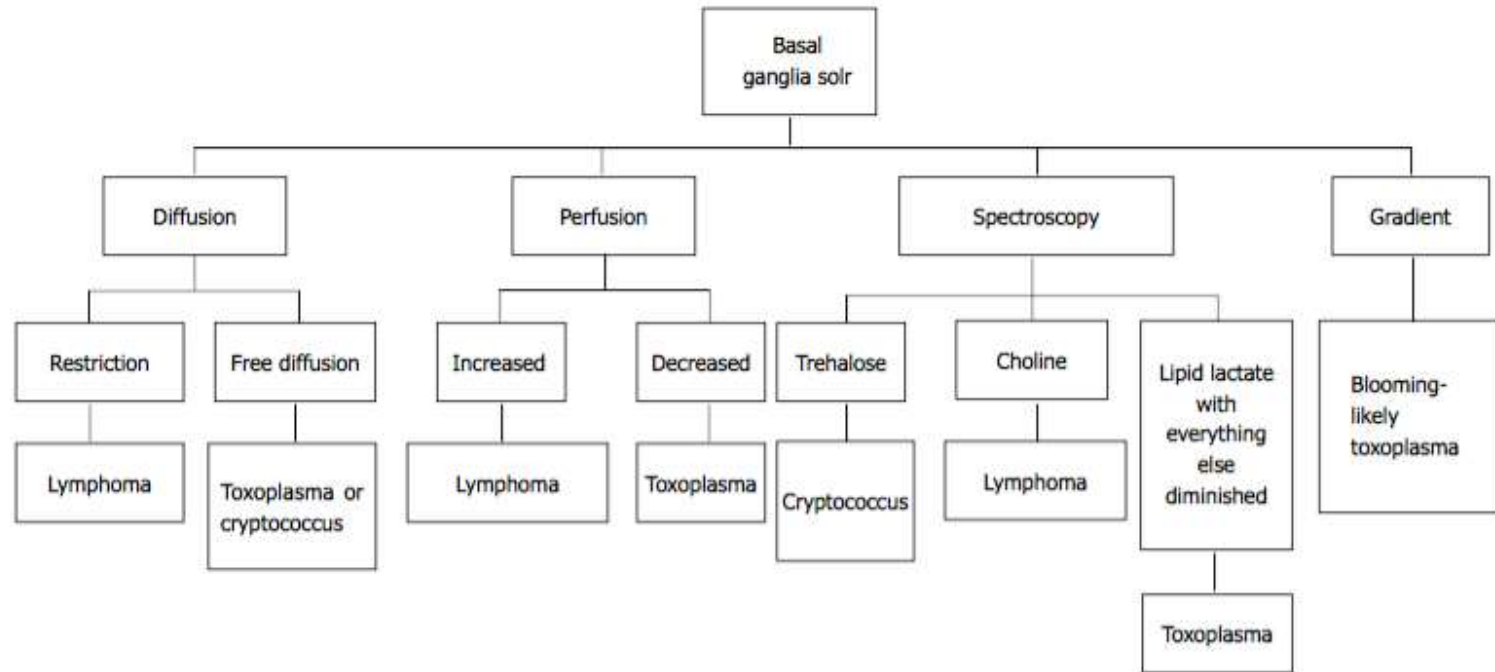 Basal
ganglia solr
Diffusion
Perfusion
Spectroscopy
Gradient
Restriction
Free diffusion
Increased
Decreased
Trehalose
Choline
Lipid lactate
with
everything
else
diminished
Blooming-
likely
toxoplasma
Lymphoma
Toxoplasma or
cryptococcus
Lymphoma
Toxoplasma
Cryptococcus
Lymphoma
Toxoplasma